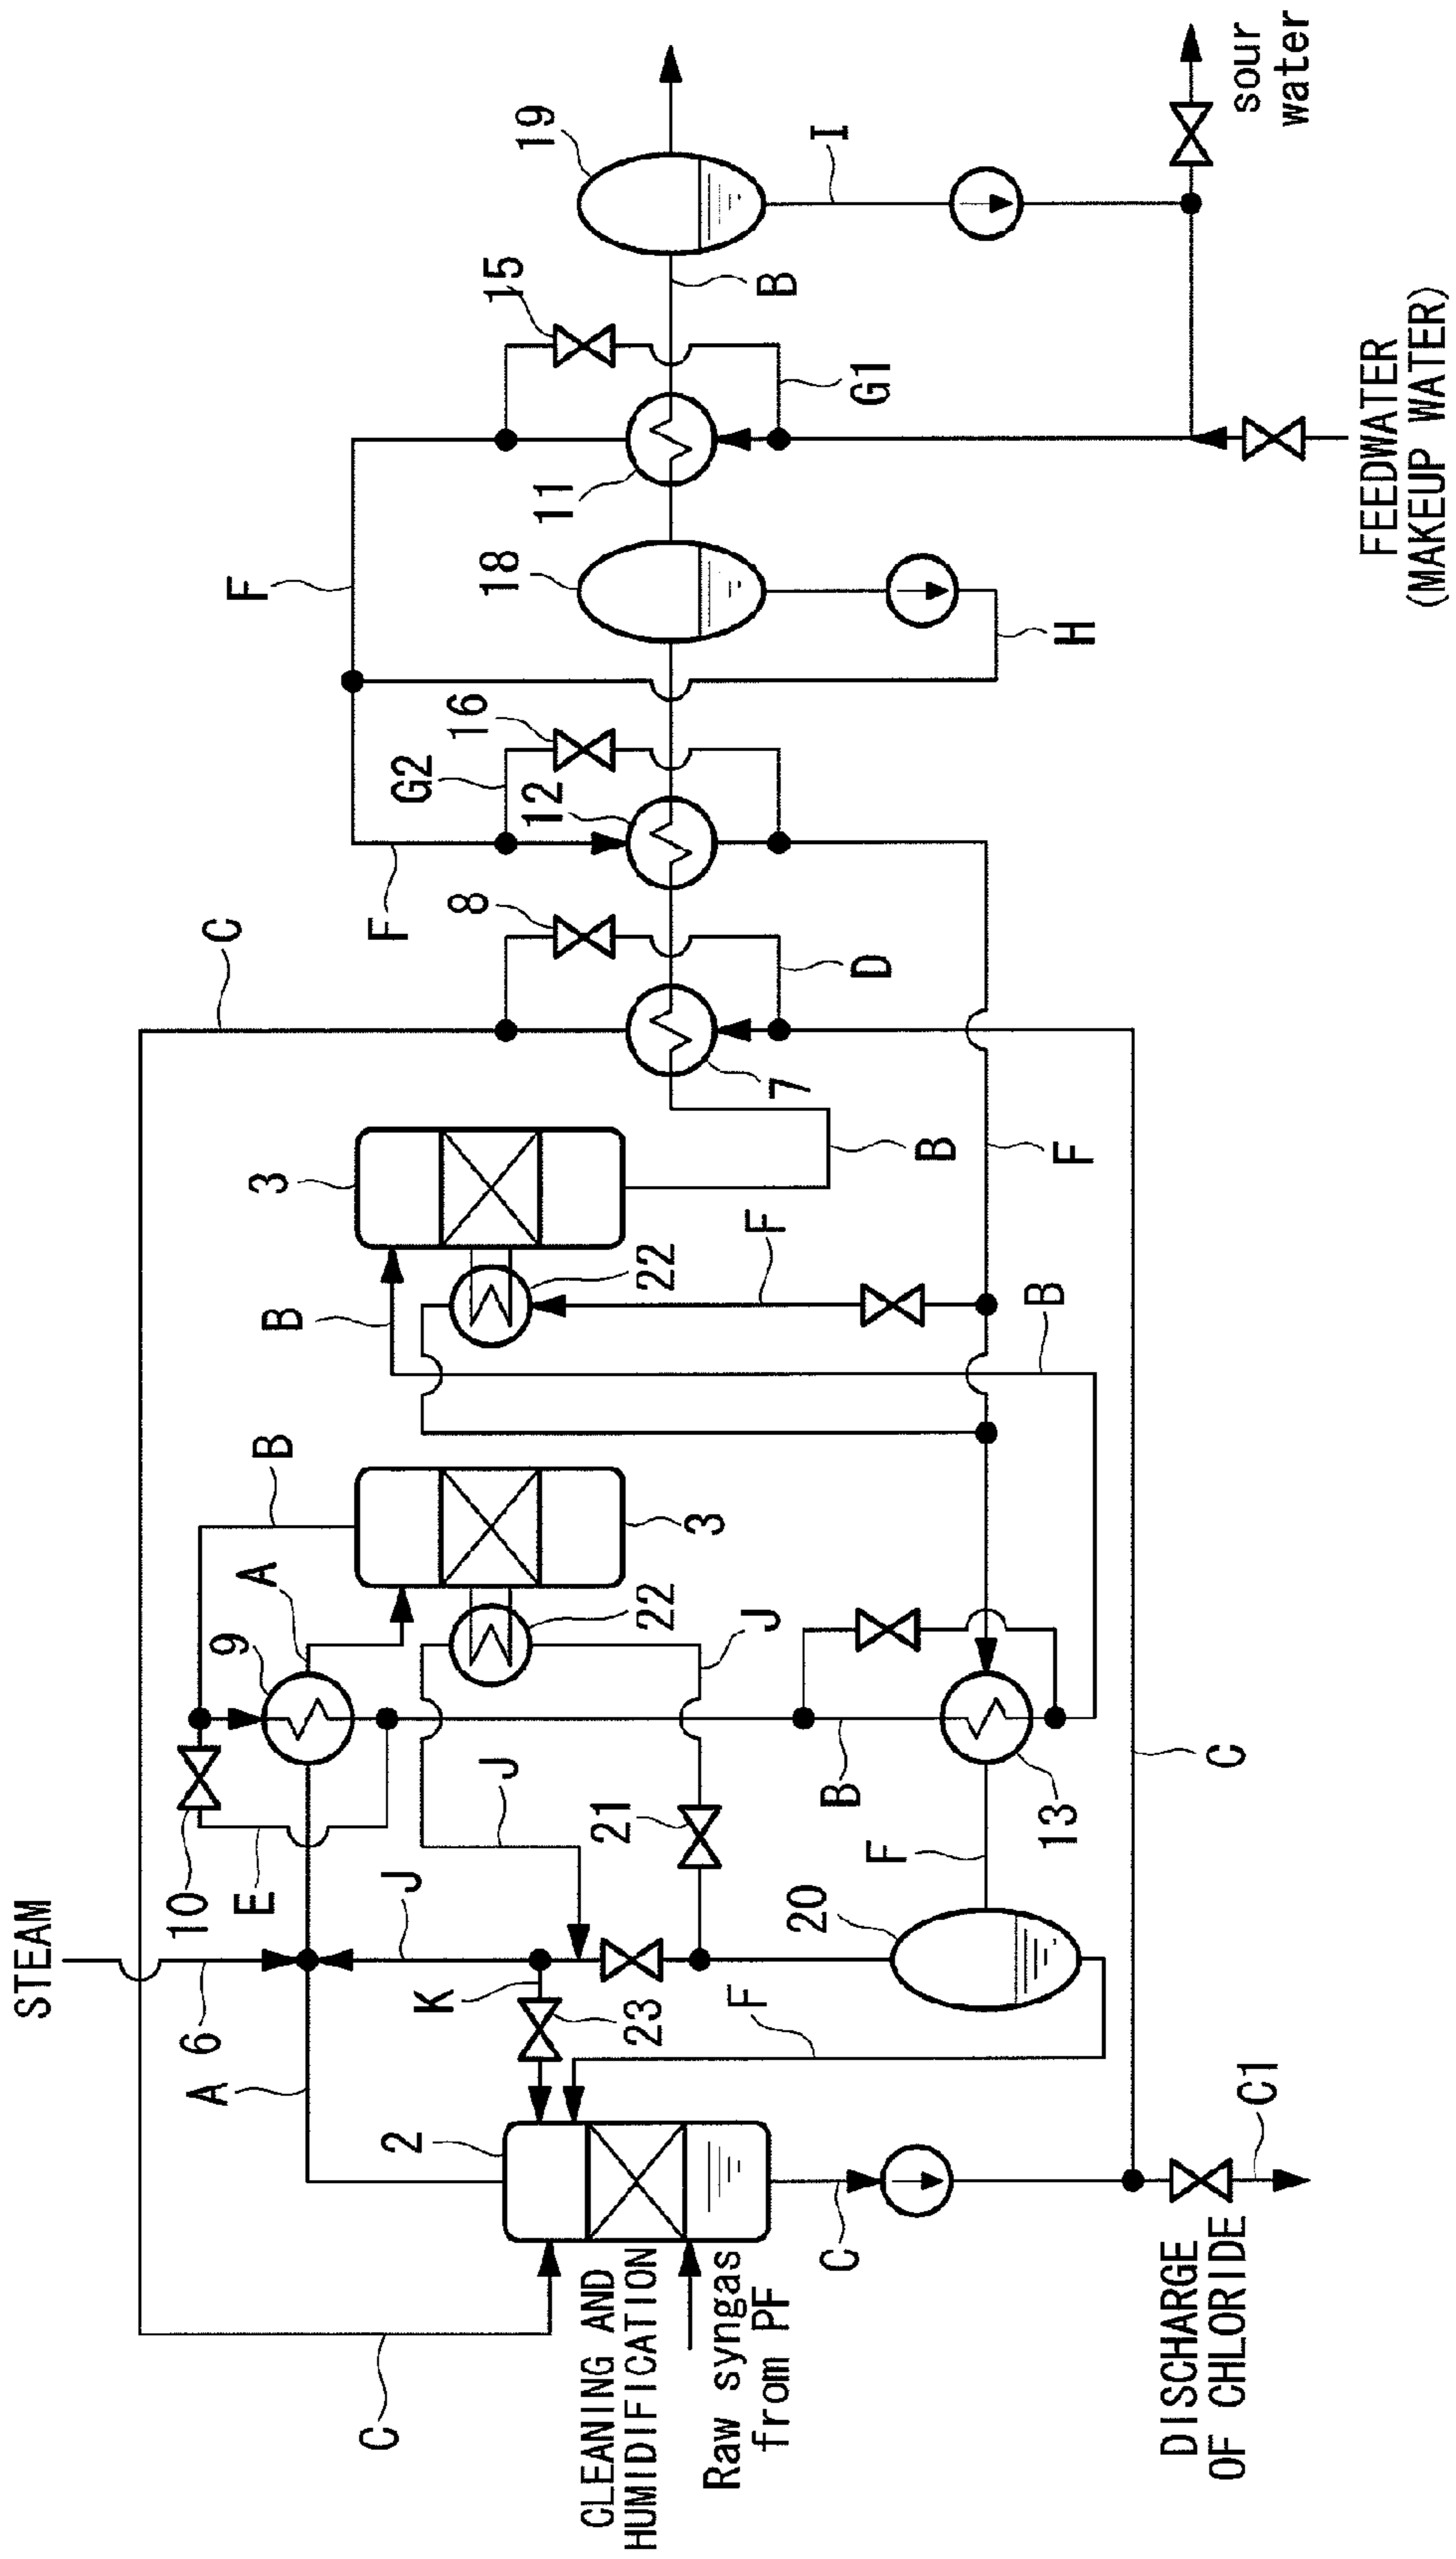 STEAM
10
6
A
9
C
E
A
F
B
3
B
C
2
J
F
G2
K
16
8
J
18
15
19
12
11
CLEANING AND
HUMIDIFICATION
21
23
22
22
3
Raw syngas
from PF
F
J
F
B
7
20
I
C
B
D
G1
F
B
B
13
F
H
DISCHARGE
OF CHLORIDE
C
C1
sour
water
FEEDWATER
(MAKEUP WATER)